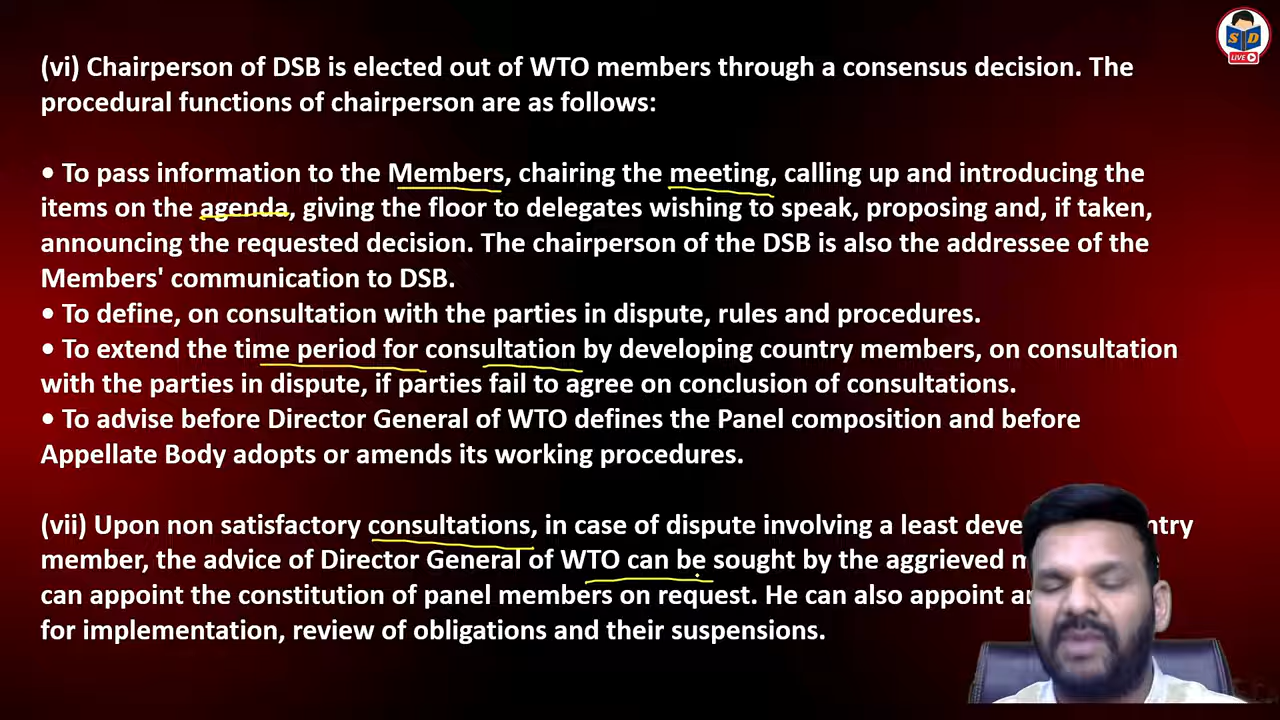 S D
LIVE
(vi) Chairperson of DSB is elected out of WTO members through a consensus decision. The
procedural functions of chairperson are as follows:
• To pass information to the Members, chairing the meeting, calling up and introducing the
items on the agenda, giving the floor to delegates wishing to speak, proposing and, if taken,
announcing the requested decision. The chairperson of the DSB is also the addressee of the
Members' communication to DSB.
• To define, on consultation with the parties in dispute, rules and procedures.
• To extend the time period for consultation by developing country members, on consultation
with the parties in dispute, if parties fail to agree on conclusion of consultations.
• To advise before Director General of WTO defines the Panel composition and before
Appellate Body adopts or amends its working procedures.
(vii) Upon non satisfactory consultations, in case of dispute involving a least
member, the advice of Director General of WTO can be sought by the aggrieved
can appoint the constitution of panel members on request. He can also appoint
for implementation, review of obligations and their suspensions.